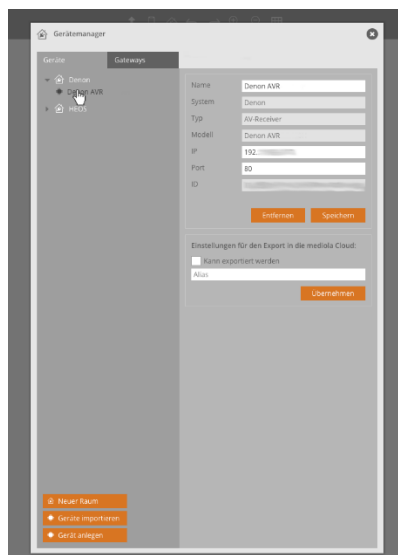 Gerätemanager
Geräte Gateways
Denon
Denon AVR
HEOS
Name Denon AVR
System Denon
Typ AV-Receiver
Modell Denon AVR
IP 192.
Port 80
ID
Entfernen Speichern
Einstellungen für den Export in die mediola Cloud:
Kann exportiert werden
Alias
Übernehmen
Neuer Raum
Geräte importieren
Gerät anlegen